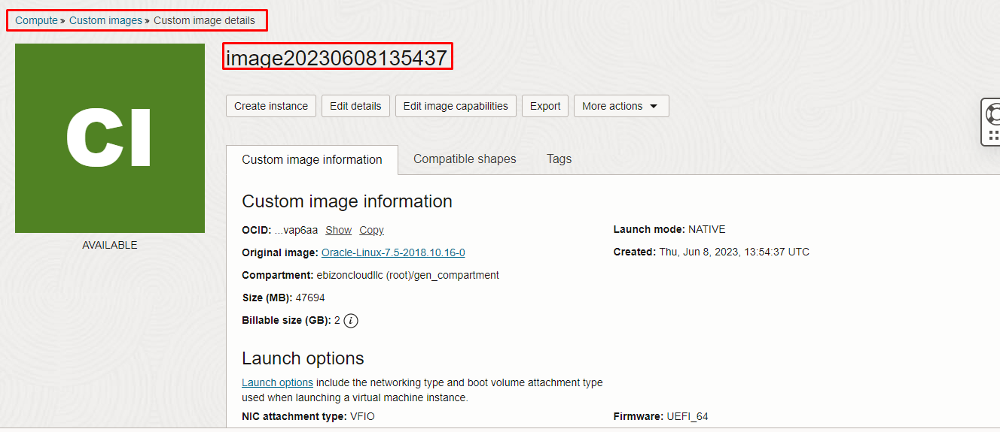 Compute » Custom images » Custom image details
image20230608135437
CI
AVAILABLE
Create instance Edit details Edit image capabilities Export More actions
Custom image information Compatible shapes Tags
Custom image information
OCID: ...vap6aa Show Copy
Original image: Oracle-Linux-7.5-2018.10.16-0
Compartment: ebizoncloudllc (root)/gen_compartment
Size (MB): 47694
Billable size (GB): 2 i
Launch mode: NATIVE
Created: Thu, Jun 8, 2023, 13:54:37 UTC
Launch options
Launch options include the networking type and boot volume attachment type
used when launching a virtual machine instance.
NIC attachment type: VFIO
Firmware: UEFI_64